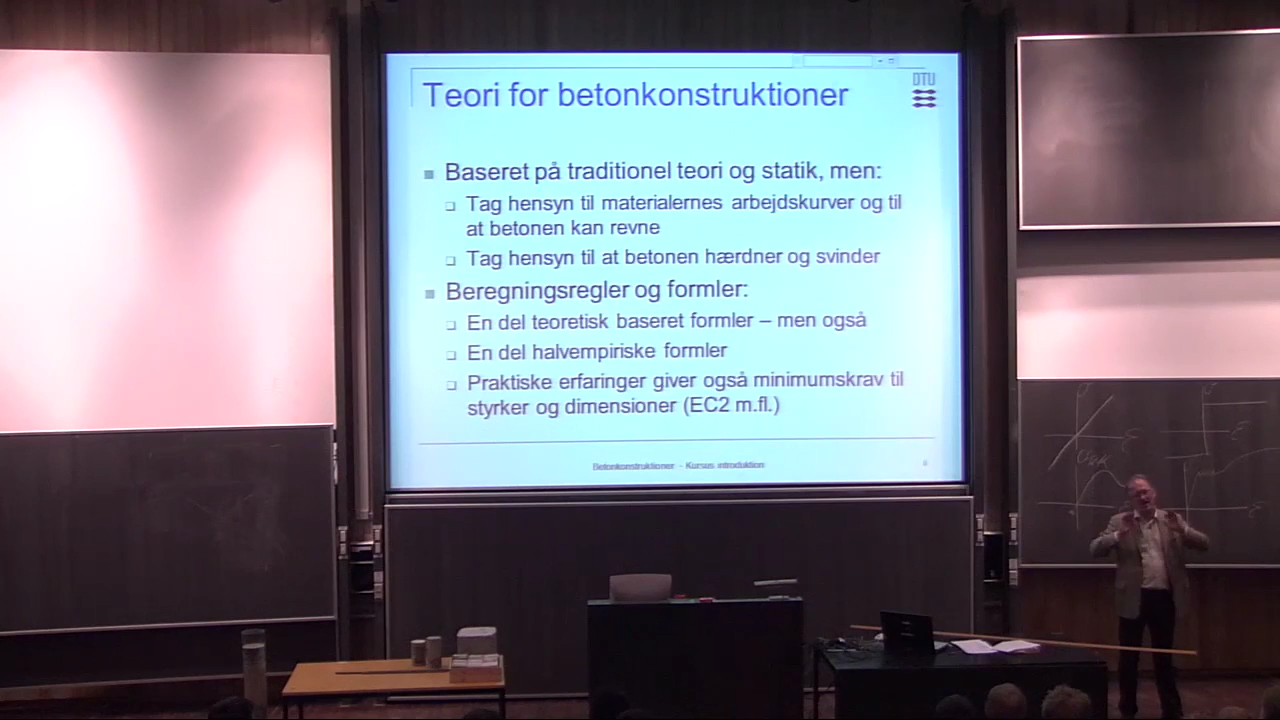 DTU
Teori for betonkonstruktioner
Baseret på traditionel teori og statik, men:
Tag hensyn til materialernes arbejdskurver og til
at betonen kan revne
Tag hensyn til at betonen hærdner og svinder
Beregningsregler og formler:
En del teoretisk baseret formler – men også
En del halvempiriske formler
Praktiske erfaringer giver også minimumskrav til
styrker og dimensioner (EC2 m.fl.)
Betonkonstruktioner - Kursus introduktion